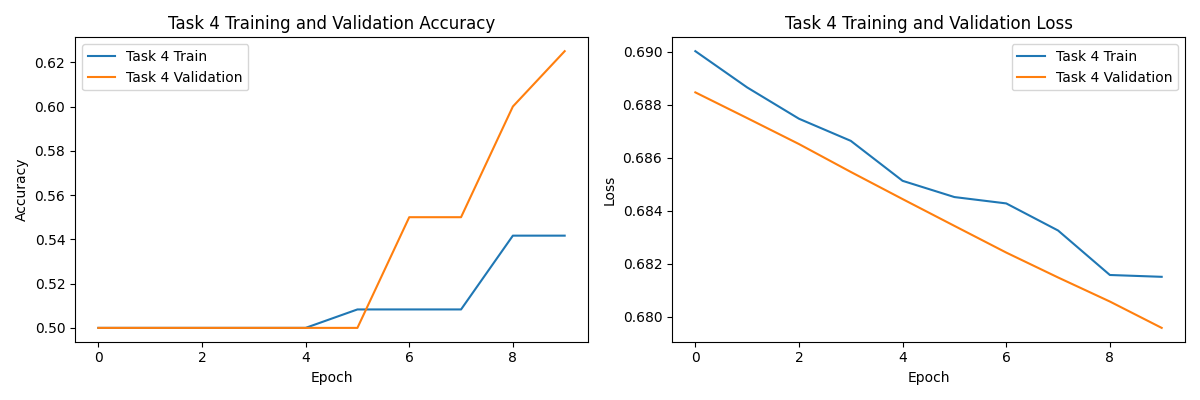 Task 4 Training and Validation Accuracy
Task 4 Train
Task 4 Validation
0.62
0.60
0.58
0.56
0.54
0.52
0.50
Accuracy
0 2 4 6 8
Epoch
Task 4 Training and Validation Loss
Task 4 Train
Task 4 Validation
0.690
0.688
0.686
0.684
0.682
0.680
Loss
0 2 4 6 8
Epoch